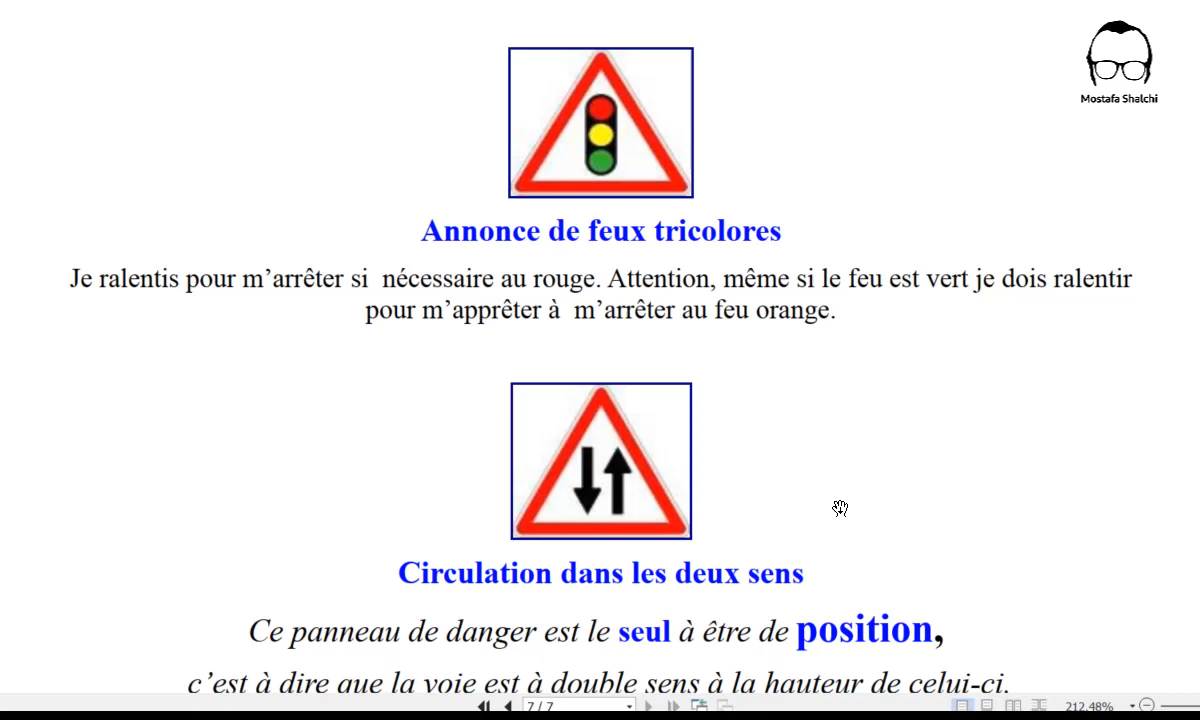 Mostafa Shalchi
Annonce de feux tricolores
Je ralentis pour m’arrêter si nécessaire au rouge. Attention, même si le feu est vert je dois ralentir
pour m’apprêter à m’arrêter au feu orange.
Circulation dans les deux sens
Ce panneau de danger est le seul à être de position,
c’est à dire que la voie est à double sens à la hauteur de celui-ci.
7 / 7
212.48%